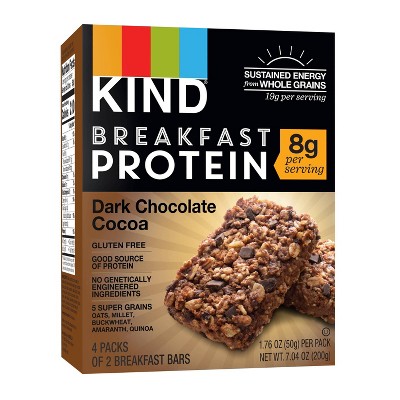 KIND®
SUSTAINED ENERGY
from WHOLE GRAINS
19g per serving
BREAKFAST
PROTEIN
8g
per
serving
Dark Chocolate
Cocoa
GLUTEN FREE
GOOD SOURCE
OF PROTEIN
NO GENETICALLY
ENGINEERED
INGREDIENTS
5 SUPER GRAINS
OATS, MILLET,
BUCKWHEAT,
AMARANTH, QUINOA
4 PACKS
OF 2 BREAKFAST BARS
1.76 OZ (50g) PER PACK
NET WT. 7.04 OZ (200g)